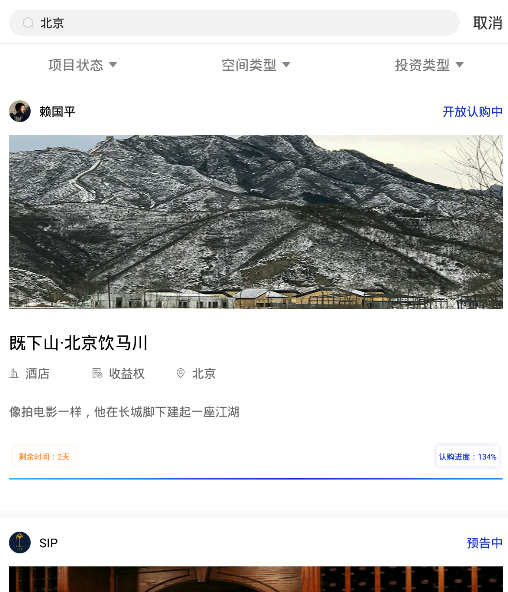 北京
取消
项目状态
空间类型
投资类型
赖国平
开放认购中
既下山·北京饮马川
酒店
收益权
北京
像拍电影一样，他在长城脚下建起一座江湖
剩余时间：2天
认购进度：134%
SIP
预告中